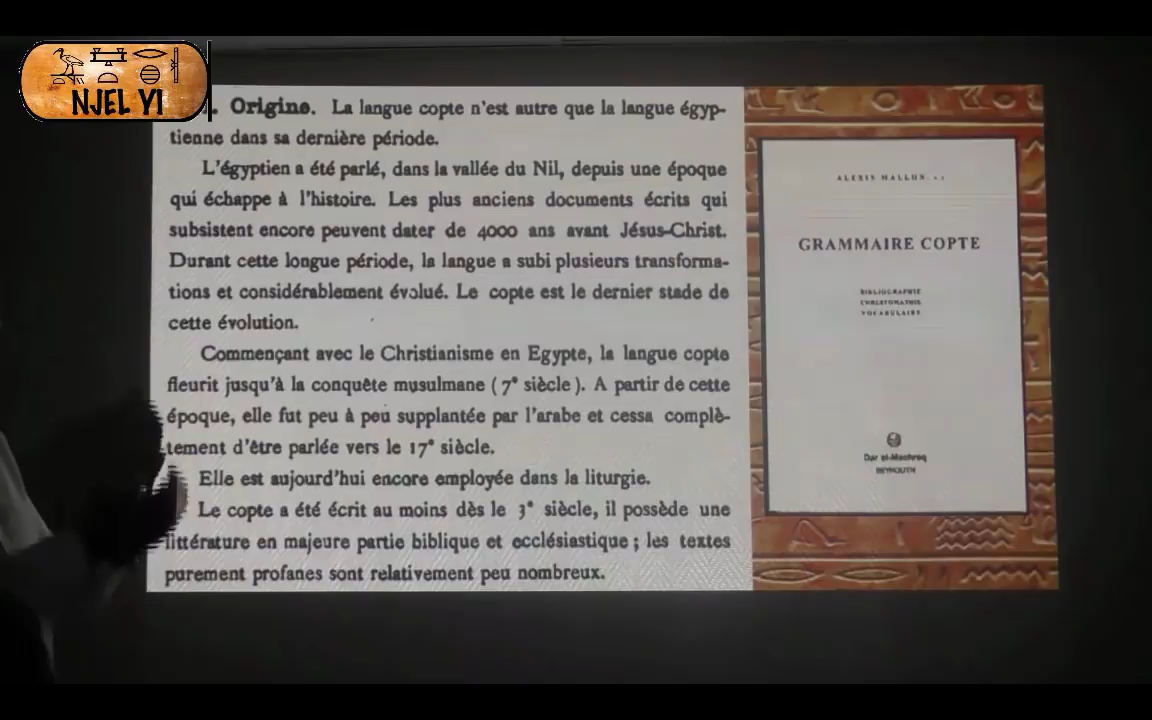 NJEL YI
. Origine. La langue copte n'est autre que la langue égyp-
tienne dans sa dernière période.
L'égyptien a été parlé, dans la vallée du Nil, depuis une époque
qui échappe à l'histoire. Les plus anciens documents écrits qui
subsistent encore peuvent dater de 4000 ans avant Jésus-Christ.
Durant cette longue période, la langue a subi plusieurs transforma-
tions et considérablement évolué. Le copte est le dernier stade de
cette évolution.
Commençant avec le Christianisme en Egypte, la langue copte
fleurit jusqu'à la conquête musulmane ( 7ᵉ siècle ). A partir de cette
époque, elle fut peu à peu supplantée par l'arabe et cessa complè-
tement d'être parlée vers le 17ᵉ siècle.
Elle est aujourd'hui encore employée dans la liturgie.
Le copte a été écrit au moins dès le 3ᵉ siècle, il possède une
littérature en majeure partie biblique et ecclésiastique ; les textes
purement profanes sont relativement peu nombreux.
ALEXIS MALLON
GRAMMAIRE COPTE
BIBLIOGRAPHIE
CHRESTOMATHIE
VOCABULAIRE
Dar el-Machreq
BEYROUTH